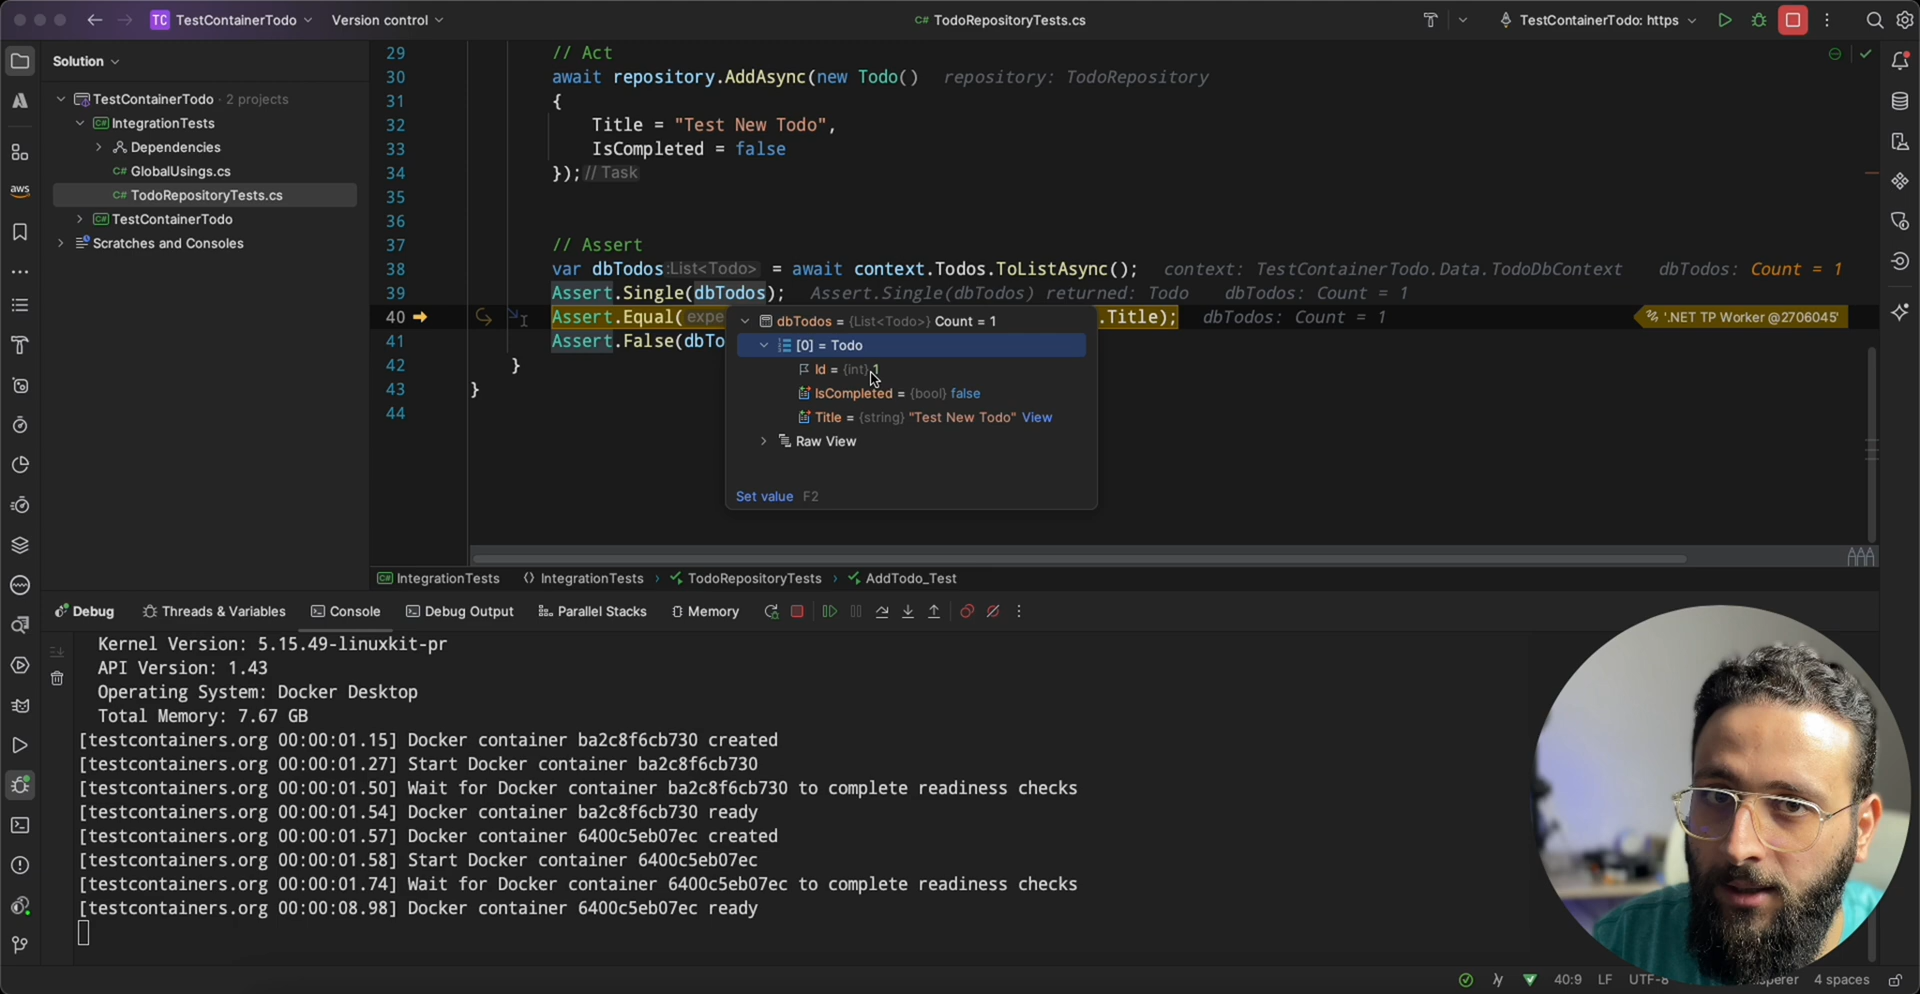 TC TestContainerTodo Version control TodoRepositoryTests.cs TestContainerTodo: https
Solution
TestContainerTodo · 2 projects
IntegrationTests
Dependencies
C# GlobalUsings.cs
C# TodoRepositoryTests.cs
TestContainerTodo
Scratches and Consoles
aws
29 // Act
30 await repository.AddAsync(new Todo() repository: TodoRepository
31 {
32 Title = "Test New Todo",
33 IsCompleted = false
34 }); // Task
35
36
37 // Assert
38 var dbTodos :List<Todo> = await context.Todos.ToListAsync(); context: TestContainerTodo.Data.TodoDbContext dbTodos: Count = 1
39 Assert.Single(dbTodos); Assert.Single(dbTodos) returned: Todo dbTodos: Count = 1
40 Assert.Equal( expe .Title); dbTodos: Count = 1 '.NET TP Worker @2706045'
41 Assert.False(dbTo
42 }
43 }
44
dbTodos = {List<Todo>} Count = 1
[0] = Todo
Id = {int} 1
IsCompleted = {bool} false
Title = {string} "Test New Todo" View
Raw View
Set value F2
IntegrationTests IntegrationTests › TodoRepositoryTests › AddTodo_Test
Debug Threads & Variables Console Debug Output Parallel Stacks Memory
Kernel Version: 5.15.49-linuxkit-pr
API Version: 1.43
Operating System: Docker Desktop
Total Memory: 7.67 GB
[testcontainers.org 00:00:01.15] Docker container ba2c8f6cb730 created
[testcontainers.org 00:00:01.27] Start Docker container ba2c8f6cb730
[testcontainers.org 00:00:01.50] Wait for Docker container ba2c8f6cb730 to complete readiness checks
[testcontainers.org 00:00:01.54] Docker container ba2c8f6cb730 ready
[testcontainers.org 00:00:01.57] Docker container 6400c5eb07ec created
[testcontainers.org 00:00:01.58] Start Docker container 6400c5eb07ec
[testcontainers.org 00:00:01.74] Wait for Docker container 6400c5eb07ec to complete readiness checks
[testcontainers.org 00:00:08.98] Docker container 6400c5eb07ec ready
40:9 LF UTF-8 4 spaces